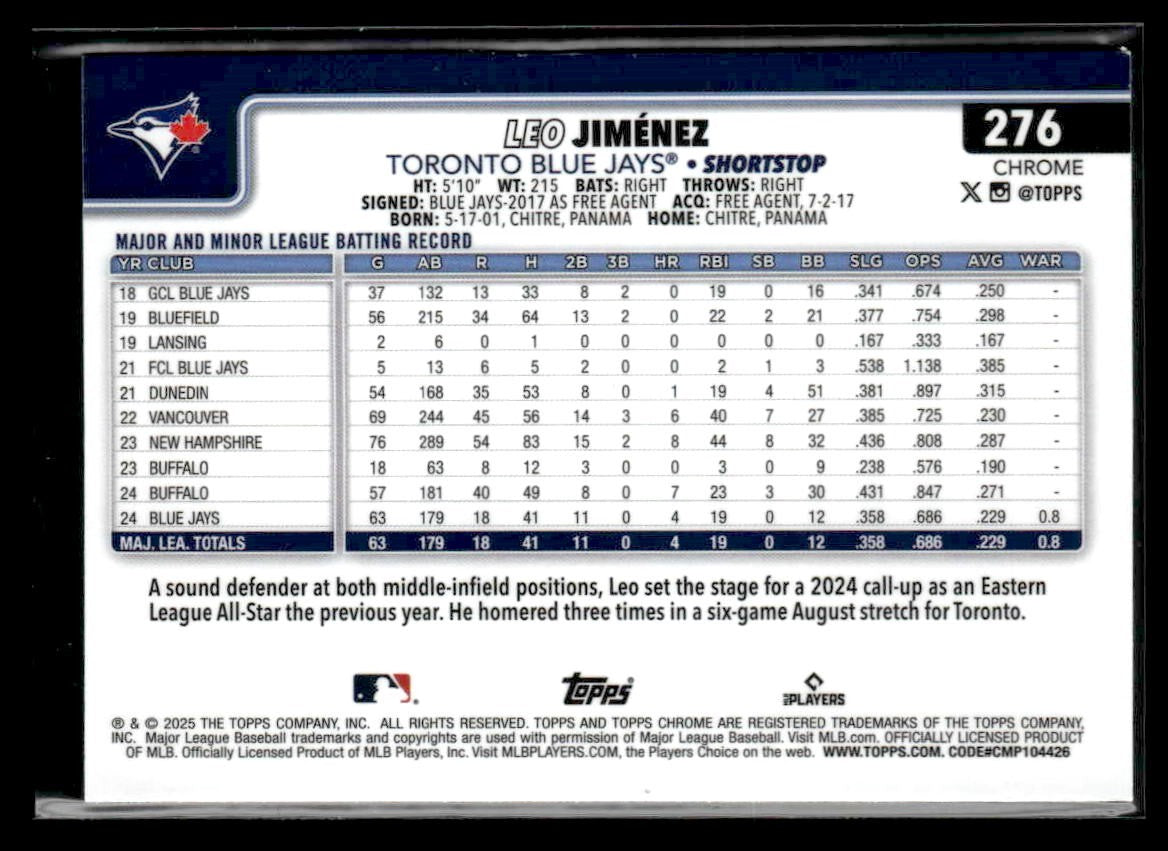 276
LEO JIMÉNEZ
TORONTO BLUE JAYS® • SHORTSTOP
CHROME
HT: 5'10" WT: 215 BATS: RIGHT THROWS: RIGHT
@TOPPS
SIGNED: BLUE JAYS-2017 AS FREE AGENT ACQ: FREE AGENT, 7-2-17
BORN: 5-17-01, CHITRE, PANAMA HOME: CHITRE, PANAMA
MAJOR AND MINOR LEAGUE BATTING RECORD
YR CLUB G AB R H 2B 3B HR RBI SB BB SLG OPS AVG WAR
18 GCL BLUE JAYS 37 132 13 33 8 2 0 19 0 16 .341 .674 .250 -
19 BLUEFIELD 56 215 34 64 13 2 0 22 2 21 .377 .754 .298 -
19 LANSING 2 6 0 1 0 0 0 0 0 0 .167 .333 .167 -
21 FCL BLUE JAYS 5 13 6 5 2 0 0 2 1 3 .538 1.138 .385 -
21 DUNEDIN 54 168 35 53 8 0 1 19 4 51 .381 .897 .315 -
22 VANCOUVER 69 244 45 56 14 3 6 40 7 27 .385 .725 .230 -
23 NEW HAMPSHIRE 76 289 54 83 15 2 8 44 8 32 .436 .808 .287 -
23 BUFFALO 18 63 8 12 3 0 0 3 0 9 .238 .576 .190 -
24 BUFFALO 57 181 40 49 8 0 7 23 3 30 .431 .847 .271 -
24 BLUE JAYS 63 179 18 41 11 0 4 19 0 12 .358 .686 .229 0.8
MAJ. LEA. TOTALS 63 179 18 41 11 0 4 19 0 12 .358 .686 .229 0.8
A sound defender at both middle-infield positions, Leo set the stage for a 2024 call-up as an Eastern
League All-Star the previous year. He homered three times in a six-game August stretch for Toronto.
Topps
MLB PLAYERS
® & © 2025 THE TOPPS COMPANY, INC. ALL RIGHTS RESERVED. TOPPS AND TOPPS CHROME ARE REGISTERED TRADEMARKS OF THE TOPPS COMPANY,
INC. Major League Baseball trademarks and copyrights are used with permission of Major League Baseball. Visit MLB.com. OFFICIALLY LICENSED PRODUCT
OF MLB. Officially Licensed Product of MLB Players, Inc. Visit MLBPLAYERS.COM, the Players Choice on the web. WWW.TOPPS.COM. CODE#CMP104426